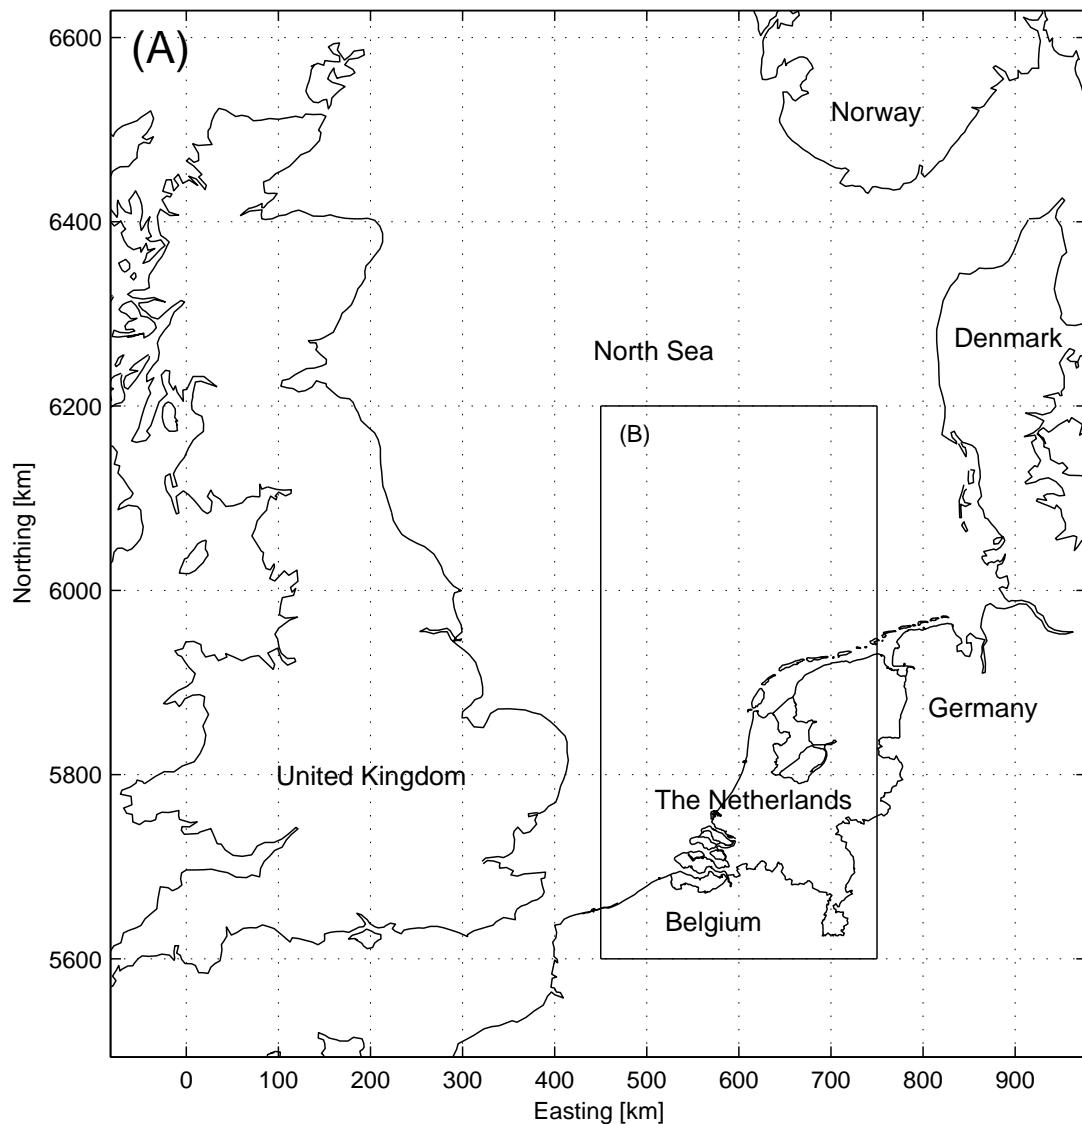 (A)
6600
Norway
6400
North Sea
Denmark
6200
(B)
Northing [km]
6000
Germany
5800
United Kingdom
The Netherlands
Belgium
5600
0 100 200 300 400 500 600 700 800 900
Easting [km]